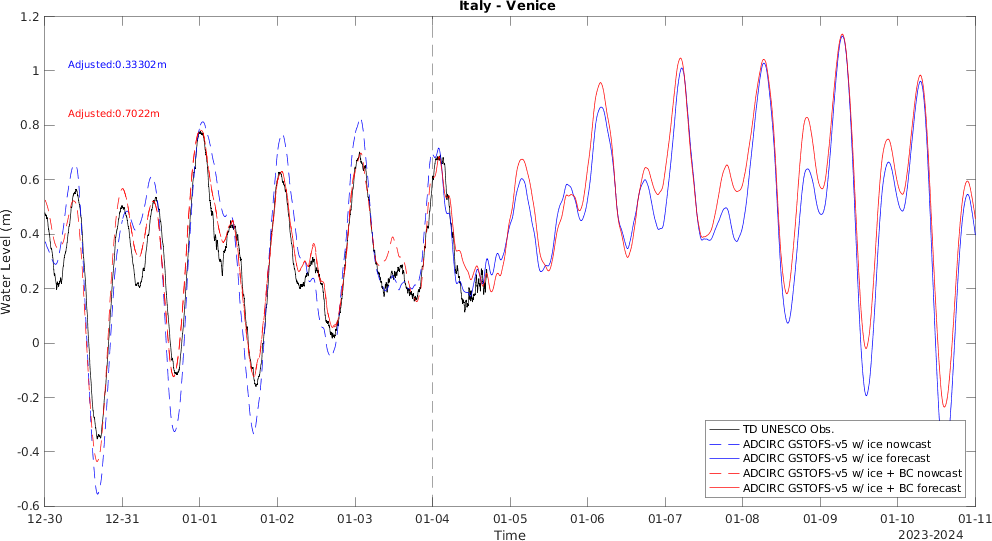 Italy - Venice
Adjusted:0.33302m
Adjusted:0.7022m
1.2
1
0.8
0.6
0.4
0.2
0
-0.2
-0.4
-0.6
Water Level (m)
TD UNESCO Obs.
ADCIRC GSTOFS-v5 w/ ice nowcast
ADCIRC GSTOFS-v5 w/ ice forecast
ADCIRC GSTOFS-v5 w/ ice + BC nowcast
ADCIRC GSTOFS-v5 w/ ice + BC forecast
12-30 12-31 01-01 01-02 01-03 01-04 01-05 01-06 01-07 01-08 01-09 01-10 01-11
Time
2023-2024